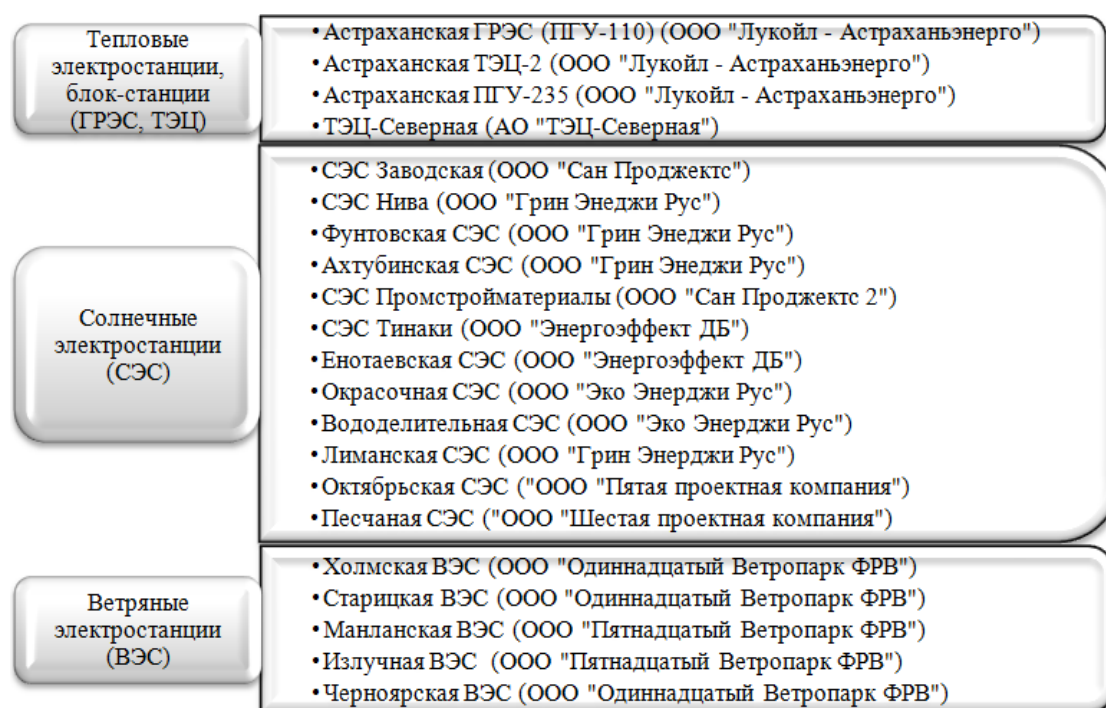 Тепловые
электростанции,
блок-станции
(ГРЭС, ТЭЦ)
•Астраханская ГРЭС (ПГУ-110) (ООО "Лукойл - Астраханьэнерго")
•Астраханская ТЭЦ-2 (ООО "Лукойл - Астраханьэнерго")
•Астраханская ПГУ-235 (ООО "Лукойл - Астраханьэнерго")
•ТЭЦ-Северная (АО "ТЭЦ-Северная")
Солнечные
электростанции
(СЭС)
•СЭС Заводская (ООО "Сан Проджектс")
•СЭС Нива (ООО "Грин Энеджи Рус")
•Фунтовская СЭС (ООО "Грин Энеджи Рус")
•Ахтубинская СЭС (ООО "Грин Энеджи Рус")
•СЭС Промстройматериалы (ООО "Сан Проджектс 2")
•СЭС Тинаки (ООО "Энергоэффект ДБ")
•Енотаевская СЭС (ООО "Энергоэффект ДБ")
•Окрасочная СЭС (ООО "Эко Энерджи Рус")
•Вододелительная СЭС (ООО "Эко Энерджи Рус")
•Лиманская СЭС (ООО "Грин Энерджи Рус")
•Октябрьская СЭС ("ООО "Пятая проектная компания")
•Песчаная СЭС ("ООО "Шестая проектная компания")
Ветряные
электростанции
(ВЭС)
•Холмская ВЭС (ООО "Одиннадцатый Ветропарк ФРВ")
•Старицкая ВЭС (ООО "Одиннадцатый Ветропарк ФРВ")
•Манланская ВЭС (ООО "Пятнадцатый Ветропарк ФРВ")
•Излучная ВЭС (ООО "Пятнадцатый Ветропарк ФРВ")
•Черноярская ВЭС (ООО "Одиннадцатый Ветропарк ФРВ")